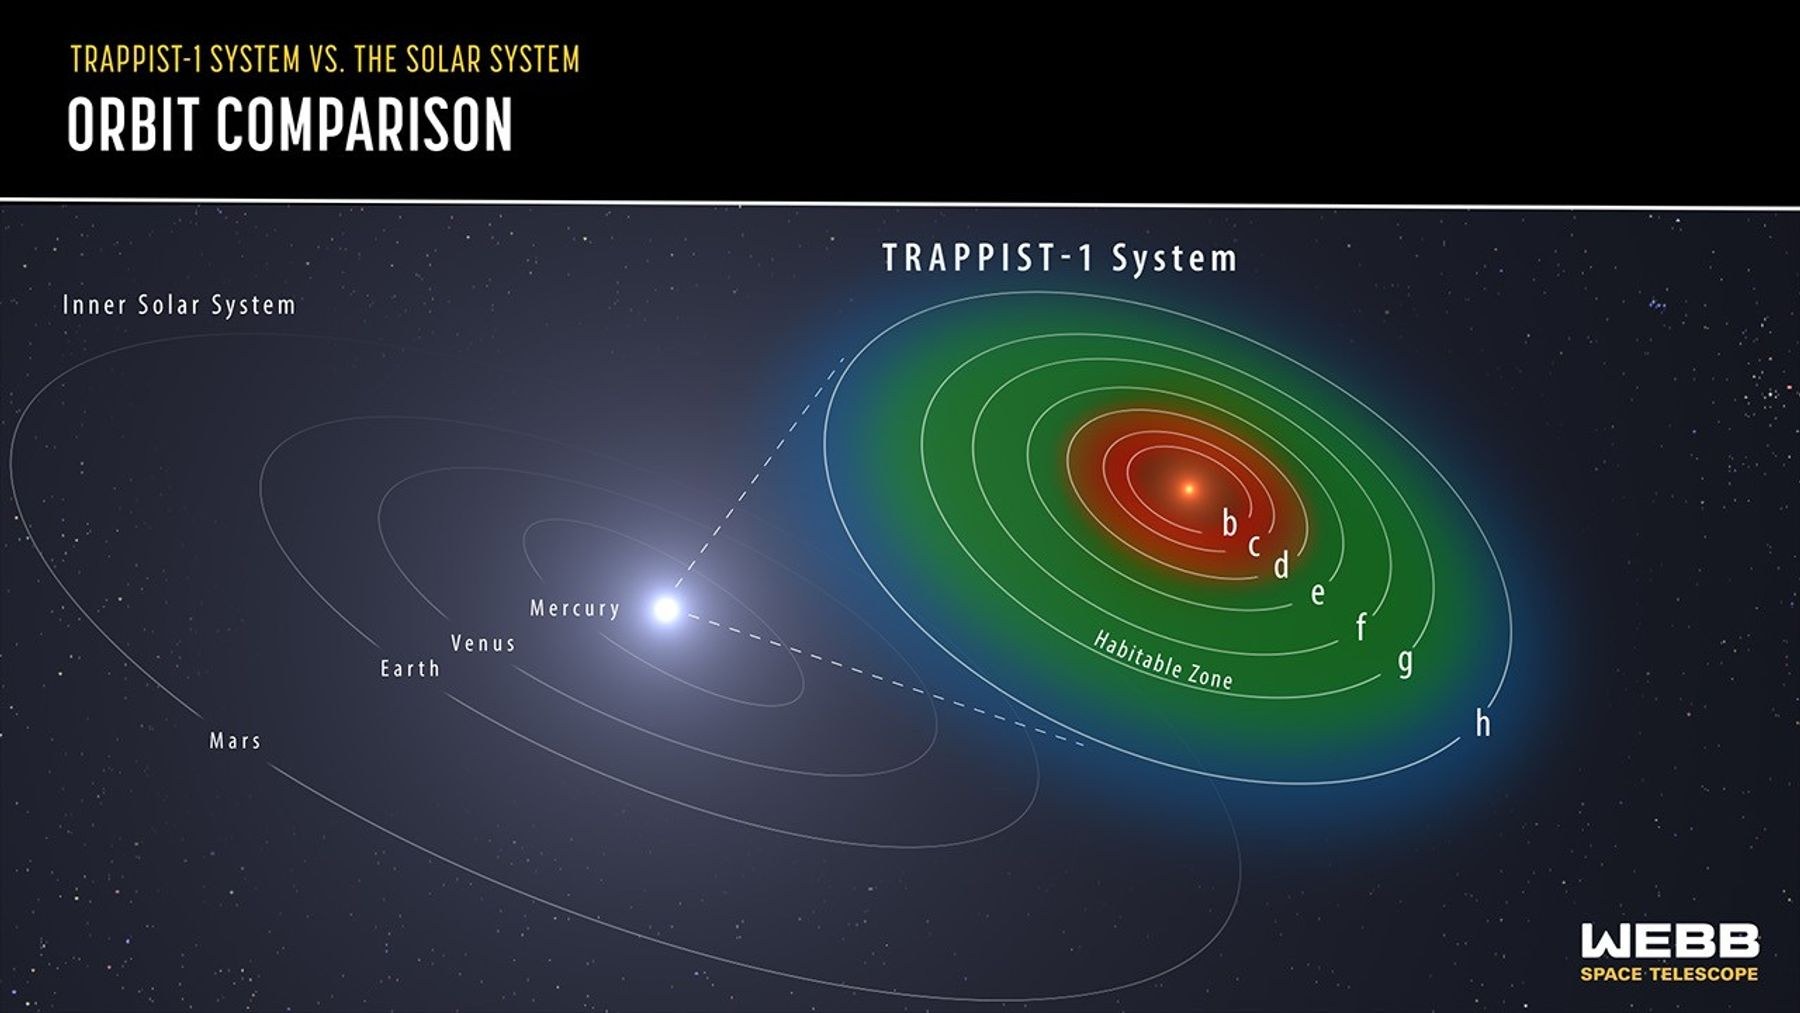 TRAPPIST-1 SYSTEM VS. THE SOLAR SYSTEM
ORBIT COMPARISON
TRAPPIST-1 System
Inner Solar System
b
c
d
e
f
g
h
Habitable Zone
Mercury
Venus
Earth
Mars
WEBB
SPACE TELESCOPE